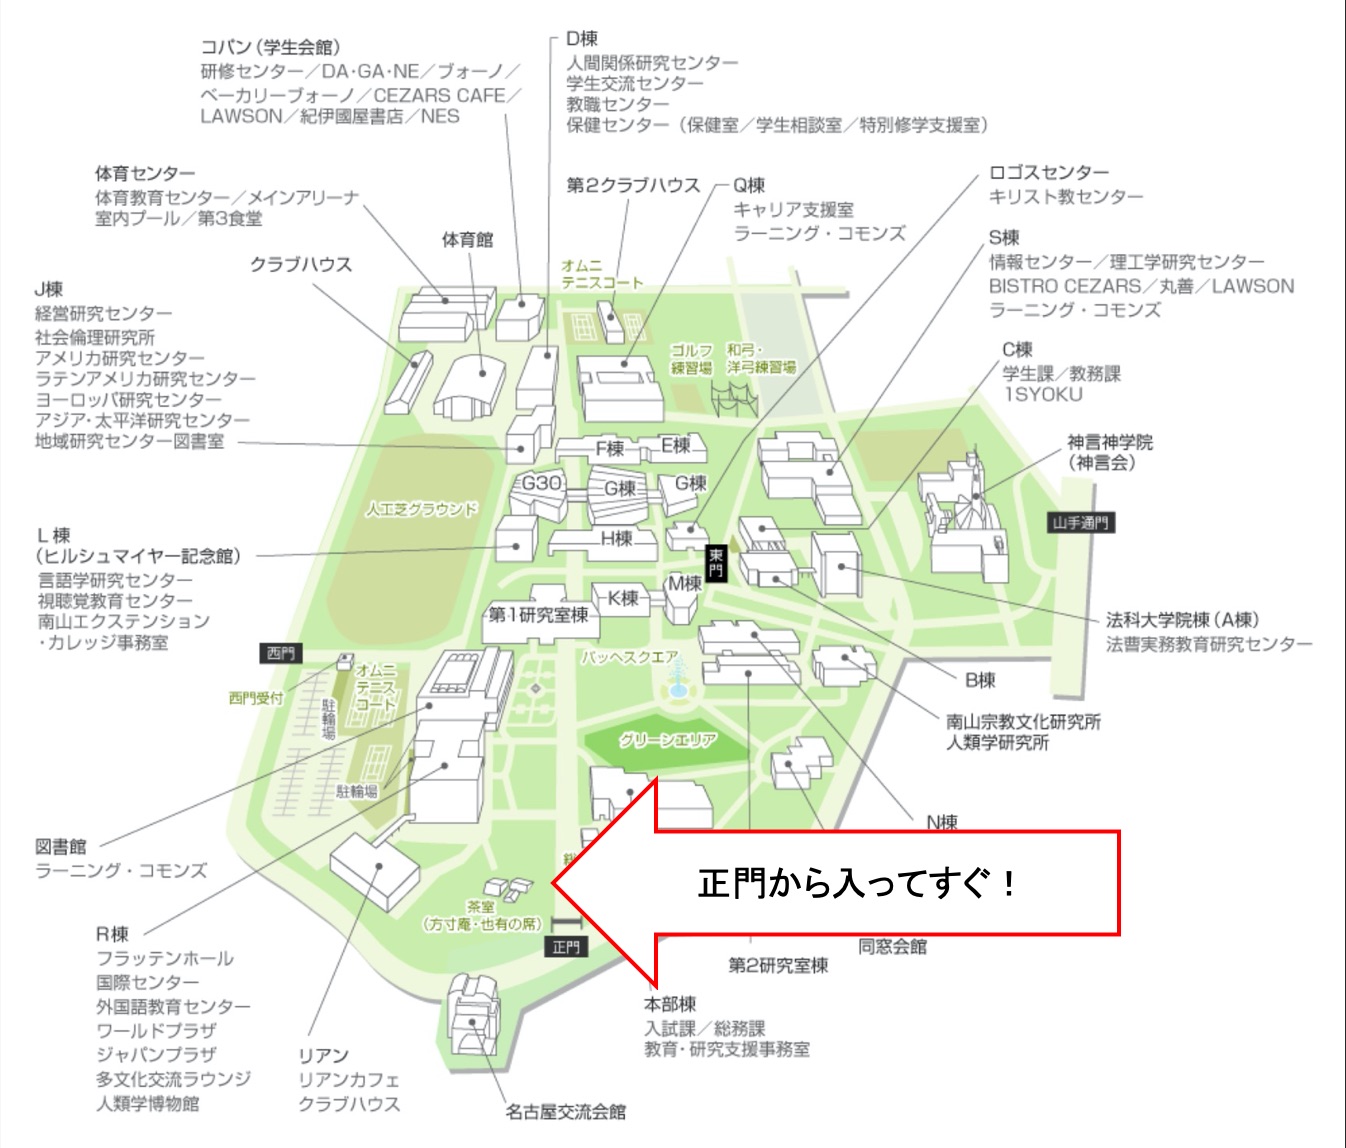 コパン（学生会館）
研修センター／DA・GA・NE／ブォーノ／
ベーカリーブォーノ／CEZARS CAFE／
LAWSON／紀伊國屋書店／NES
D棟
人間関係研究センター
学生交流センター
教職センター
保健センター（保健室／学生相談室／特別修学支援室）
体育センター
体育教育センター／メインアリーナ
室内プール／第3食堂
体育館
クラブハウス
第2クラブハウス
Q棟
キャリア支援室
ラーニング・コモンズ
ロゴスセンター
キリスト教センター
S棟
情報センター／理工学研究センター
BISTRO CEZARS／丸善／LAWSON
ラーニング・コモンズ
C棟
学生課／教務課
1SYOKU
オムニ
テニスコート
J棟
経営研究センター
社会倫理研究所
アメリカ研究センター
ラテンアメリカ研究センター
ヨーロッパ研究センター
アジア・太平洋研究センター
地域研究センター図書室
ゴルフ
練習場
和弓・
洋弓練習場
神言神学院
（神言会）
山手通門
F棟
E棟
G30
G棟
G棟
人工芝グラウンド
H棟
東門
L棟
（ヒルシュマイヤー記念館）
言語学研究センター
視聴覚教育センター
南山エクステンション
・カレッジ事務室
M棟
K棟
第1研究室棟
法科大学院棟（A棟）
法曹実務教育研究センター
西門
西門受付
オムニ
テニス
コート
駐輪場
パッヘスクエア
B棟
南山宗教文化研究所
人類学研究所
グリーンエリア
駐輪場
N棟
図書館
ラーニング・コモンズ
正門から入ってすぐ！
茶室
（方寸庵・也有の席）
正門
同窓会館
第2研究室棟
R棟
フラッテンホール
国際センター
外国語教育センター
ワールドプラザ
ジャパンプラザ
多文化交流ラウンジ
人類学博物館
本部棟
入試課／総務課
教育・研究支援事務室
リアン
リアンカフェ
クラブハウス
名古屋交流会館